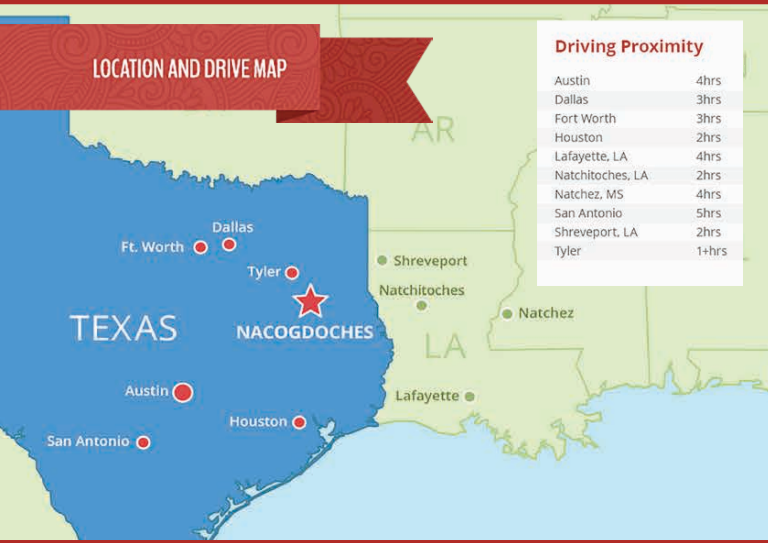 LOCATION AND DRIVE MAP
Driving Proximity
Austin 4hrs
Dallas 3hrs
Fort Worth 3hrs
Houston 2hrs
Lafayette, LA 4hrs
Natchitoches, LA 2hrs
Natchez, MS 4hrs
San Antonio 5hrs
Shreveport, LA 2hrs
Tyler 1+hrs
AR
Dallas
Ft. Worth
Tyler
Shreveport
Natchitoches
Natchez
NACOGDOCHES
TEXAS
LA
Austin
Lafayette
Houston
San Antonio